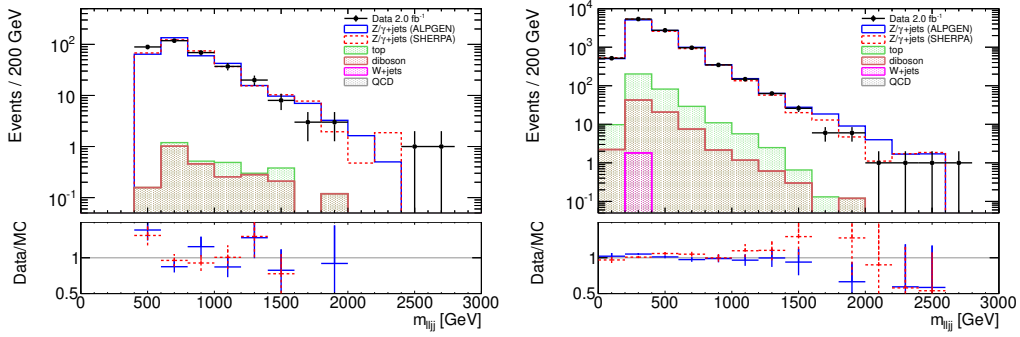 Events / 200 GeV
10²
10
1
10⁻¹
Data 2.0 fb⁻¹
Z/γ+jets (ALPGEN)
Z/γ+jets (SHERPA)
top
diboson
W+jets
QCD
Data/MC
1
0.5
0 500 1000 1500 2000 2500 3000
m_lljj [GeV]
Events / 200 GeV
10⁴
10³
10²
10
1
10⁻¹
Data 2.0 fb⁻¹
Z/γ+jets (ALPGEN)
Z/γ+jets (SHERPA)
top
diboson
W+jets
QCD
Data/MC
1
0.5
0 500 1000 1500 2000 2500 3000
m_lljj [GeV]